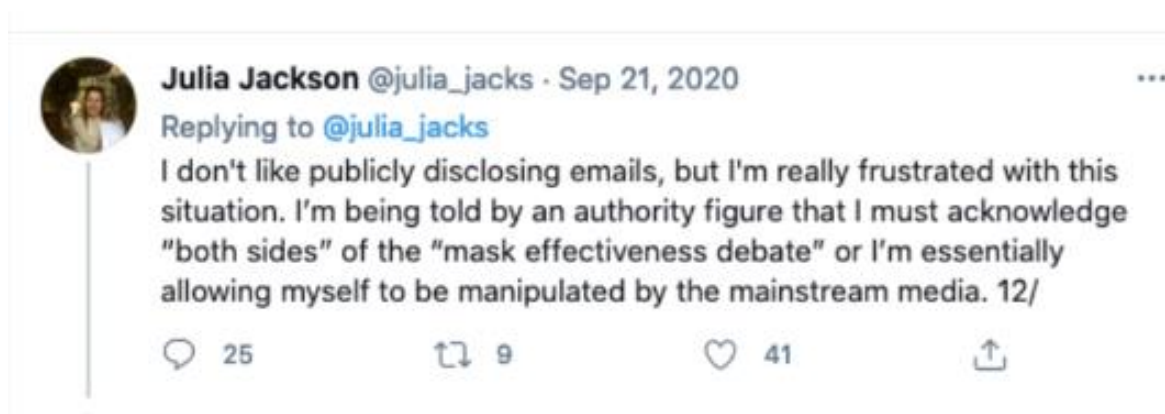 Julia Jackson @julia_jacks · Sep 21, 2020
Replying to @julia_jacks
I don't like publicly disclosing emails, but I'm really frustrated with this
situation. I’m being told by an authority figure that I must acknowledge
“both sides” of the “mask effectiveness debate” or I’m essentially
allowing myself to be manipulated by the mainstream media. 12/
25 9 41